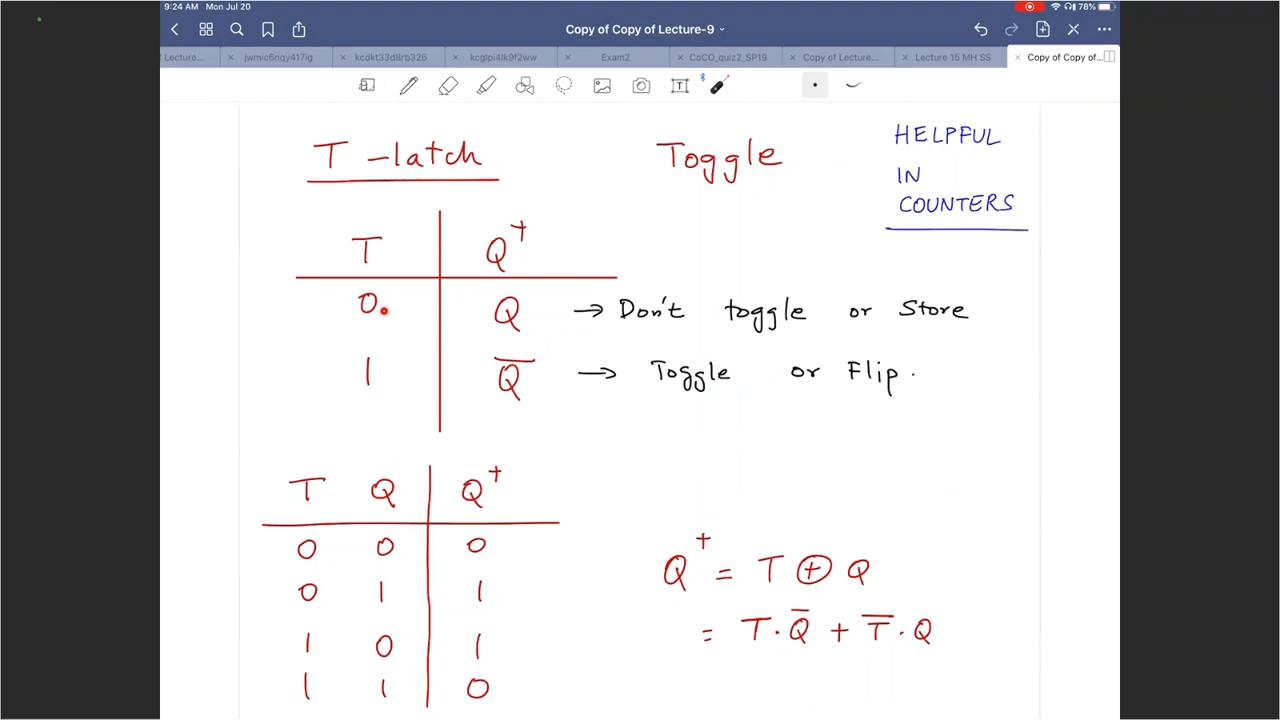 9:24 AM Mon Jul 20
78%
Copy of Copy of Lecture-9
Lecture...
jwmic6nqy417ig
kcdkt33d8rb326
kcglpi4lk9f2ww
Exam2
CoCO_quiz2_SP19
Copy of Lecture...
Lecture 15 MH SS
Copy of Copy of...
T
T-latch
Toggle
HELPFUL
IN
COUNTERS
T Q⁺
0 Q → Don't toggle or Store
1 Q̅ → Toggle or Flip.
T Q Q⁺
0 0 0
0 1 1
1 0 1
1 1 0
Q⁺ = T ⊕ Q
= T·Q̅ + T̅·Q